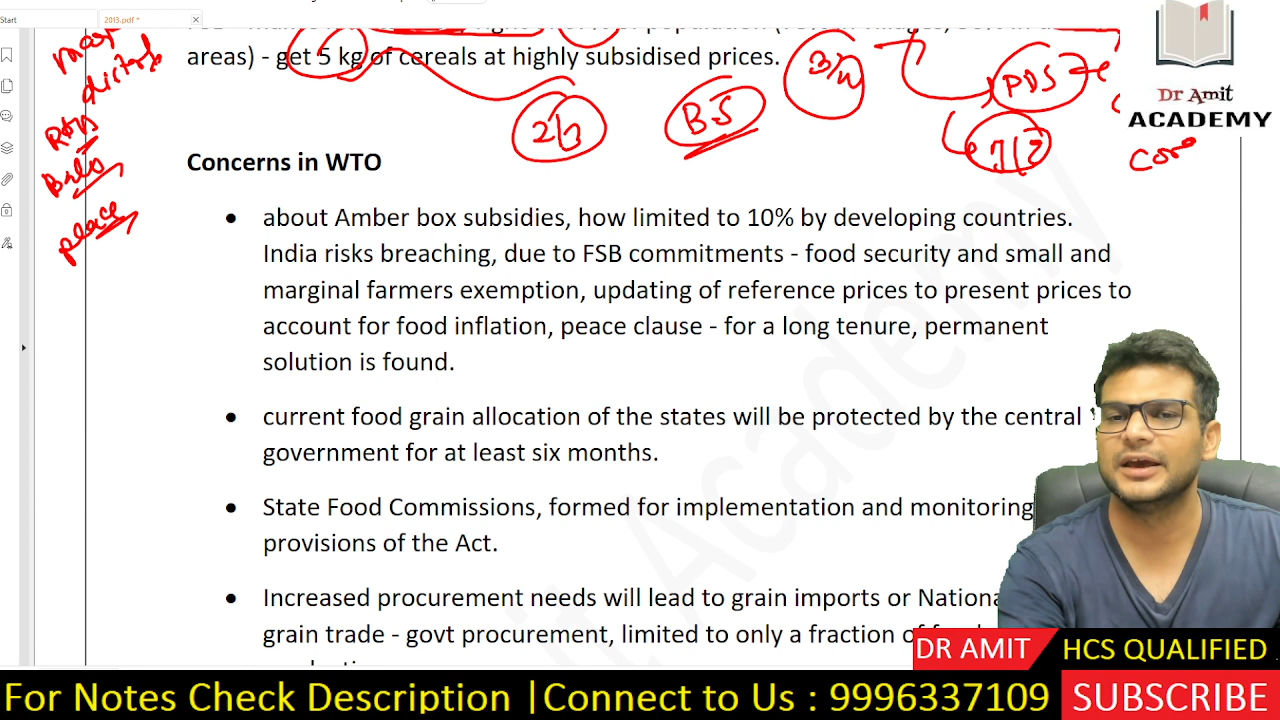 Start
2013.pdf *
areas) - get 5 kg of cereals at highly subsidised prices.
2/3
B5
3/2
PDS
Dr Amit
ACADEMY
place
Concerns in WTO
• about Amber box subsidies, how limited to 10% by developing countries.
India risks breaching, due to FSB commitments - food security and small and
marginal farmers exemption, updating of reference prices to present prices to
account for food inflation, peace clause - for a long tenure, permanent
solution is found.
• current food grain allocation of the states will be protected by the central
government for at least six months.
• State Food Commissions, formed for implementation and monitoring
provisions of the Act.
• Increased procurement needs will lead to grain imports or
grain trade - govt procurement, limited to only a fraction of
DR AMIT
HCS QUALIFIED
For Notes Check Description |Connect to Us : 9996337109
SUBSCRIBE